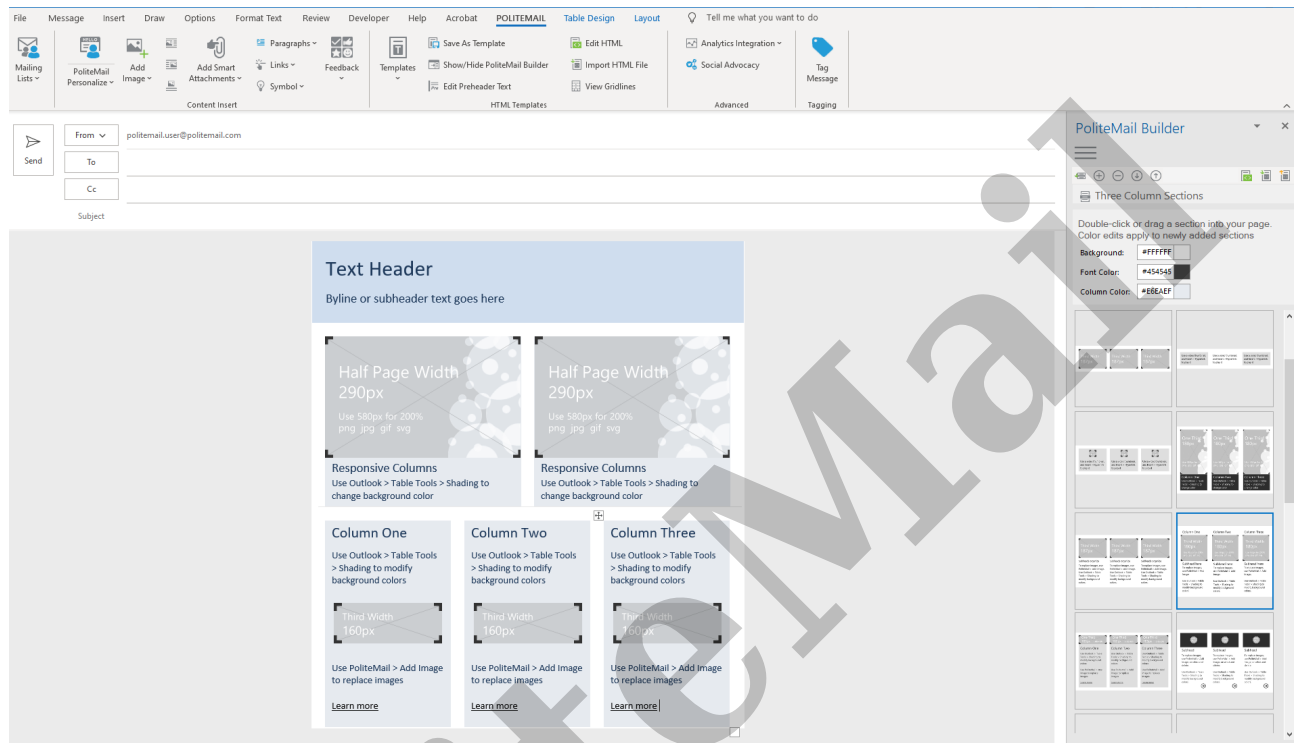 File Message Insert Draw Options Format Text Review Developer Help Acrobat POLITEMAIL Table Design Layout Tell me what you want to do
Mailing Lists
HELLO
PoliteMail Personalize
Add Image
Add Smart Attachments
Paragraphs
Links
Symbol
Feedback
Content Insert
Templates
Save As Template
Show/Hide PoliteMail Builder
Edit Preheader Text
Edit HTML
Import HTML File
View Gridlines
HTML Templates
Analytics Integration
Social Advocacy
Advanced
Tag Message
Tagging
Send
From
politemail.user@politemail.com
To
Cc
Subject
Text Header
Byline or subheader text goes here
Half Page Width
290px
Use 580px for 200%
png jpg gif svg
Responsive Columns
Use Outlook > Table Tools > Shading to
change background color
Half Page Width
290px
Use 580px for 200%
png jpg gif svg
Responsive Columns
Use Outlook > Table Tools > Shading to
change background color
Column One
Use Outlook > Table Tools
> Shading to modify
background colors
Third Width
160px
Use PoliteMail > Add Image
to replace images
Learn more
Column Two
Use Outlook > Table Tools
> Shading to modify
background colors
Third Width
160px
Use PoliteMail > Add Image
to replace images
Learn more
Column Three
Use Outlook > Table Tools
> Shading to modify
background colors
Third Width
160px
Use PoliteMail > Add Image
to replace images
Learn more
PoliteMail Builder
Three Column Sections
Double-click or drag a section into your page.
Color edits apply to newly added sections
Background: #FFFFFF
Font Color: #454545
Column Color: #E6EAEF